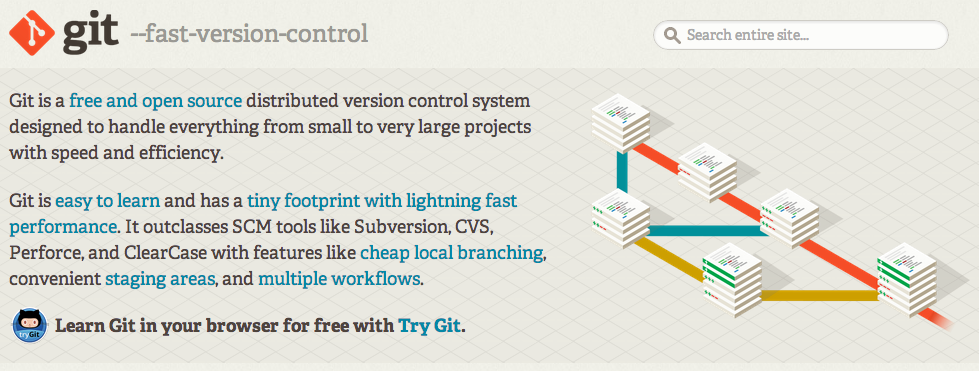 git --fast-version-control
Search entire site...
Git is a free and open source distributed version control system
designed to handle everything from small to very large projects
with speed and efficiency.
Git is easy to learn and has a tiny footprint with lightning fast
performance. It outclasses SCM tools like Subversion, CVS,
Perforce, and ClearCase with features like cheap local branching,
convenient staging areas, and multiple workflows.
tryGit
Learn Git in your browser for free with Try Git.